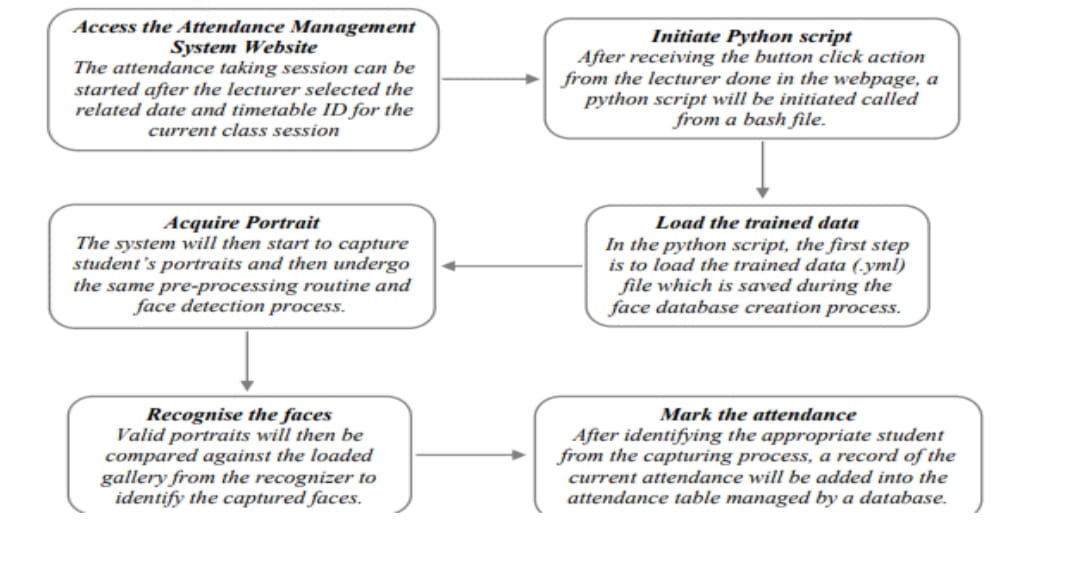 Access the Attendance Management
System Website
The attendance taking session can be
started after the lecturer selected the
related date and timetable ID for the
current class session
Initiate Python script
After receiving the button click action
from the lecturer done in the webpage, a
python script will be initiated called
from a bash file.
Load the trained data
In the python script, the first step
is to load the trained data (.yml)
file which is saved during the
face database creation process.
Acquire Portrait
The system will then start to capture
student's portraits and then undergo
the same pre-processing routine and
face detection process.
Recognise the faces
Valid portraits will then be
compared against the loaded
gallery from the recognizer to
identify the captured faces.
Mark the attendance
After identifying the appropriate student
from the capturing process, a record of the
current attendance will be added into the
attendance table managed by a database.